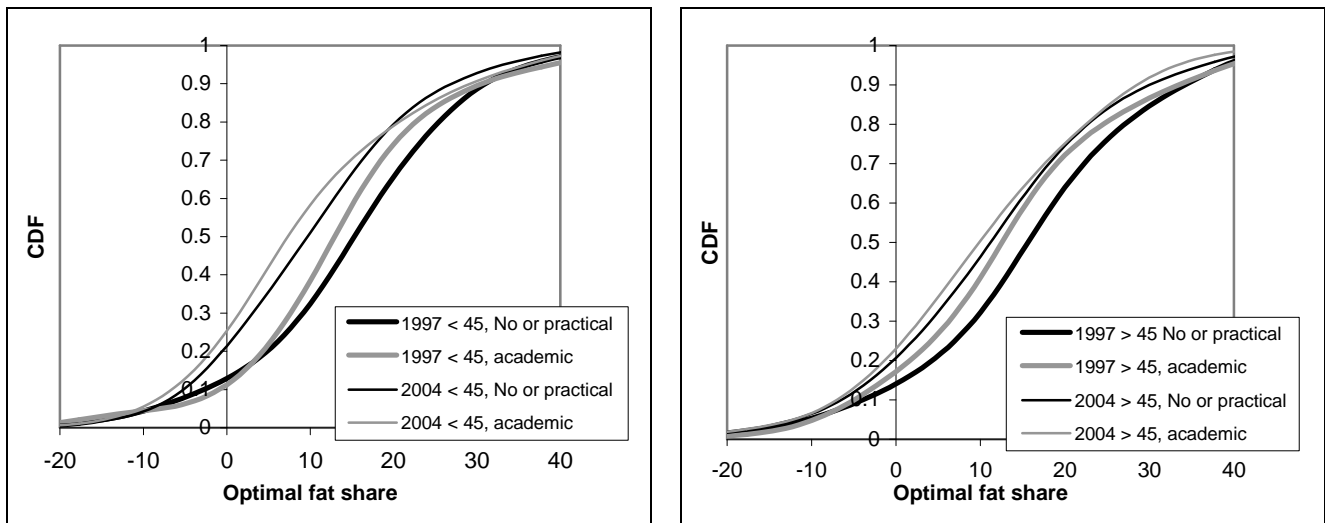 1
0.9
0.8
0.7
0.6
0.5
0.4
0.3
0.2
0.1
0
CDF
-20 -10 0 10 20 30 40
Optimal fat share
1997 < 45, No or practical
1997 < 45, academic
2004 < 45, No or practical
2004 < 45, academic
1
0.9
0.8
0.7
0.6
0.5
0.4
0.3
0.2
0.1
0
CDF
-20 -10 0 10 20 30 40
Optimal fat share
1997 > 45 No or practical
1997 > 45, academic
2004 > 45, No or practical
2004 > 45, academic